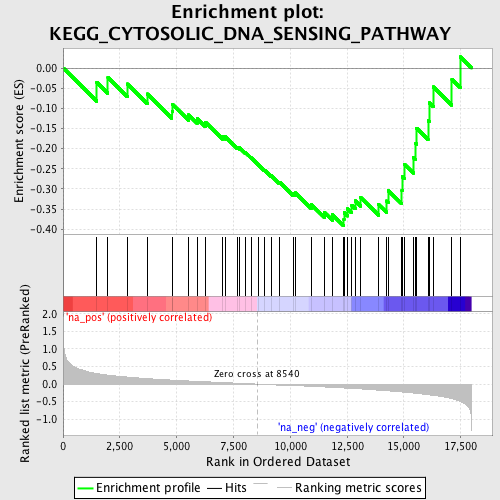 Enrichment plot:
KEGG_CYTOSOLIC_DNA_SENSING_PATHWAY
Enrichment score (ES)
0.00
-0.05
-0.10
-0.15
-0.20
-0.25
-0.30
-0.35
-0.40
'na_pos' (positively correlated)
Ranked list metric (PreRanked)
2.0
1.5
1.0
0.5
0.0
-0.5
-1.0
Zero cross at 8540
'na_neg' (negatively correlated)
0
2,500
5,000
7,500
10,000
12,500
15,000
17,500
Rank in Ordered Dataset
Enrichment profile
Hits
Ranking metric scores